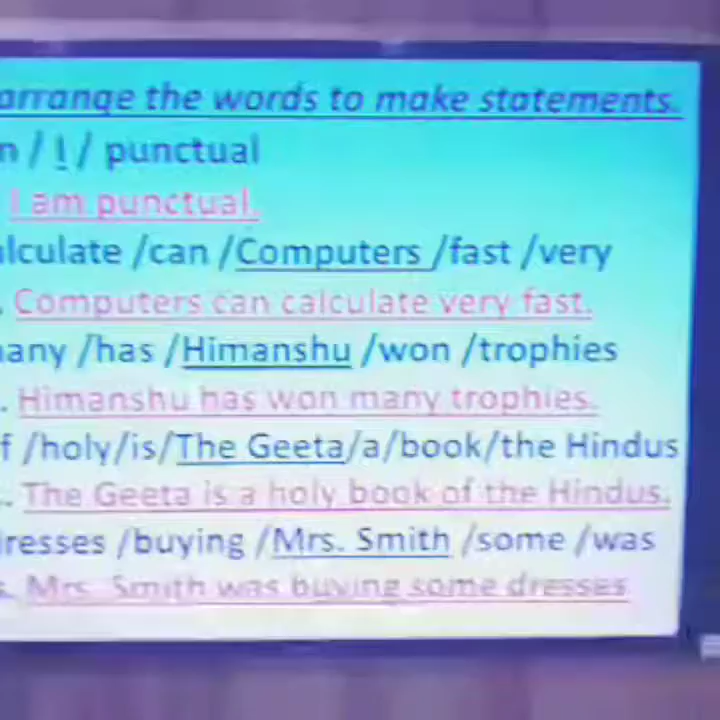 arrange the words to make statements.
n / I / punctual
I am punctual.
alculate /can /Computers /fast /very
. Computers can calculate very fast.
many /has /Himanshu /won /trophies
. Himanshu has won many trophies.
f /holy/is/The Geeta/a/book/the Hindus
. The Geeta is a holy book of the Hindus.
dresses /buying /Mrs. Smith /some /was
s. Mrs. Smith was buying some dresses